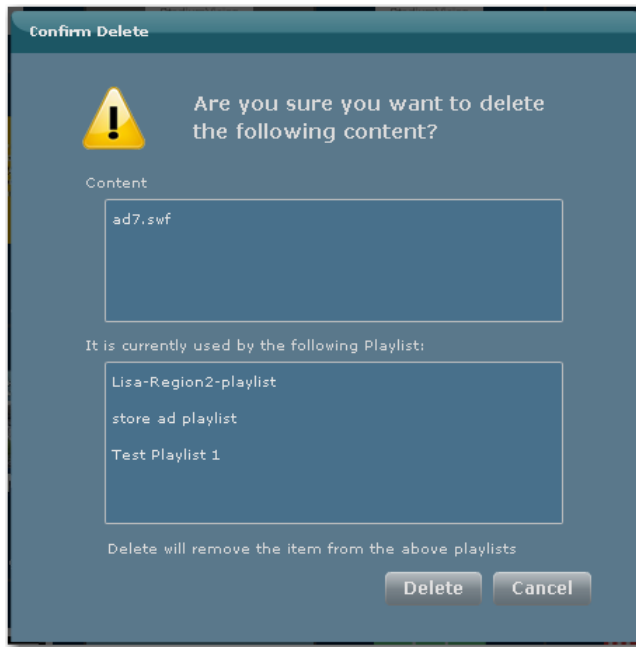 Confirm Delete
Are you sure you want to delete
the following content?
Content
ad7.swf
It is currently used by the following Playlist:
Lisa-Region2-playlist
store ad playlist
Test Playlist 1
Delete will remove the item from the above playlists
Delete Cancel